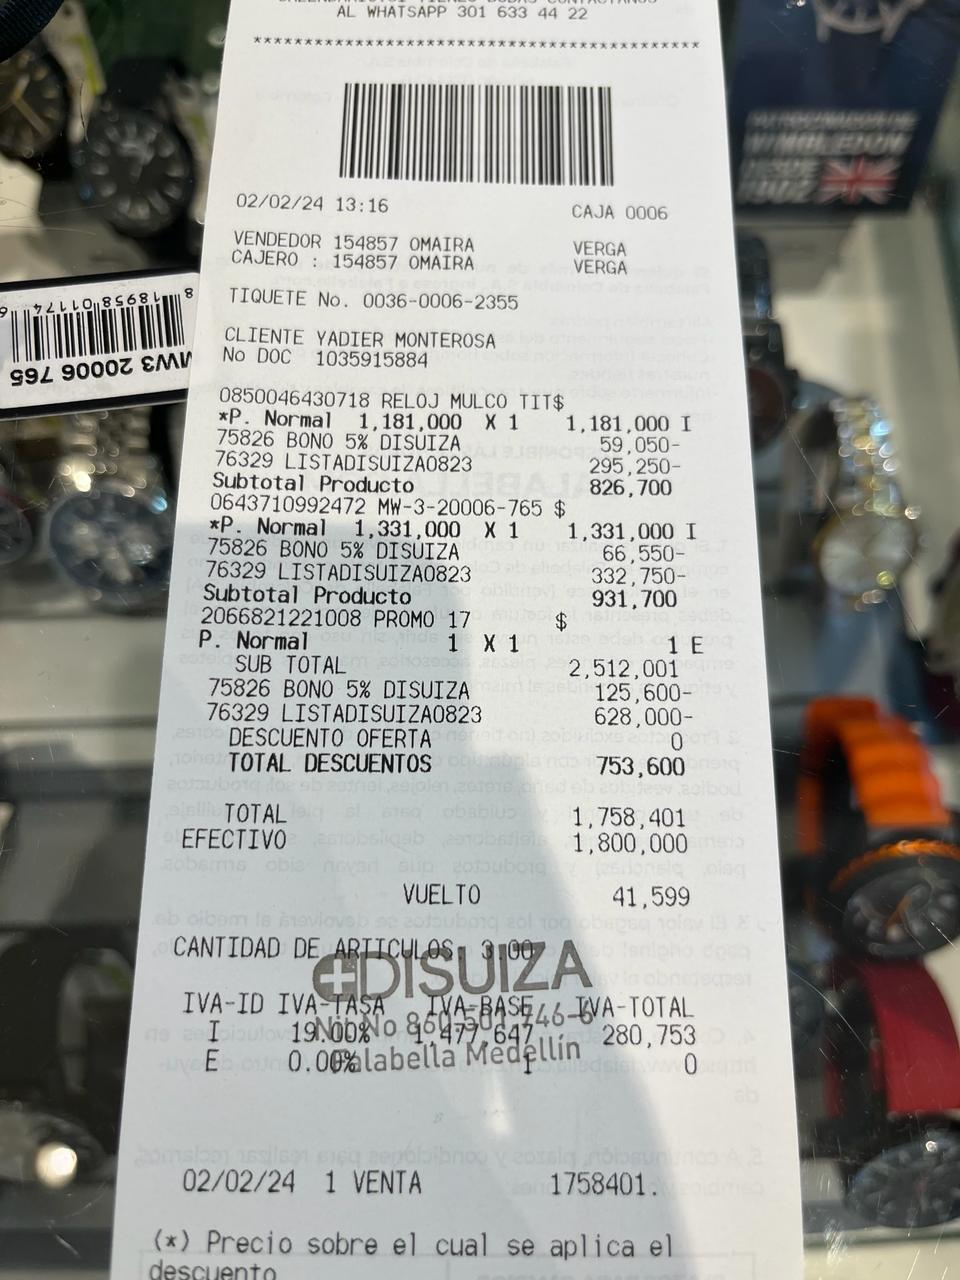 AL WHATSAPP 301 633 44 22
****************************************
02/02/24 13:16 CAJA 0006
VENDEDOR 154857 OMAIRA VERGA
CAJERO : 154857 OMAIRA VERGA
TIQUETE No. 0036-0006-2355
CLIENTE YADIER MONTEROSA
No DOC 1035915884
0850046430718 RELOJ MULCO TIT$
*P. Normal 1,181,000 X 1 1,181,000 I
75826 BONO 5% DISUIZA 59,050-
76329 LISTADISUIZA0823 295,250-
Subtotal Producto 826,700
0643710992472 MW-3-20006-765 $
*P. Normal 1,331,000 X 1 1,331,000 I
75826 BONO 5% DISUIZA 66,550-
76329 LISTADISUIZA0823 332,750-
Subtotal Producto 931,700
2066821221008 PROMO 17 $
P. Normal 1 X 1 1 E
SUB TOTAL 2,512,001
75826 BONO 5% DISUIZA 125,600-
76329 LISTADISUIZA0823 628,000-
DESCUENTO OFERTA 0
TOTAL DESCUENTOS 753,600
TOTAL 1,758,401
EFECTIVO 1,800,000
VUELTO 41,599
CANTIDAD DE ARTICULOS: 3.00
DISUIZA
IVA-ID IVA-TASA IVA-BASE IVA-TOTAL
Nit No
I 19.00% 1,477,647 280,753
Falabella Medellin
E 0.00% 1 0
02/02/24 1 VENTA 1758401.
(*) Precio sobre el cual se aplica el
descuento
MW3 20006 765
WIMBLEDON
DESDE
1902